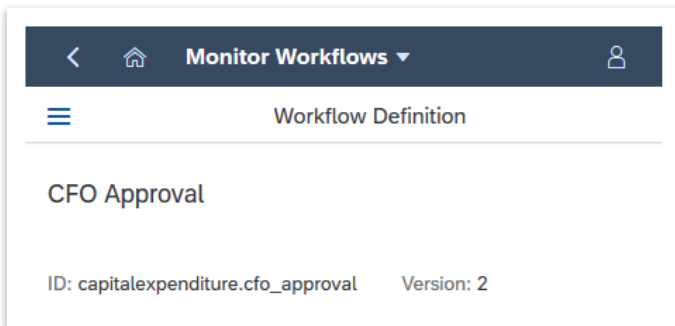 Monitor Workflows
Workflow Definition
CFO Approval
ID: capitalexpenditure.cfo_approval Version: 2